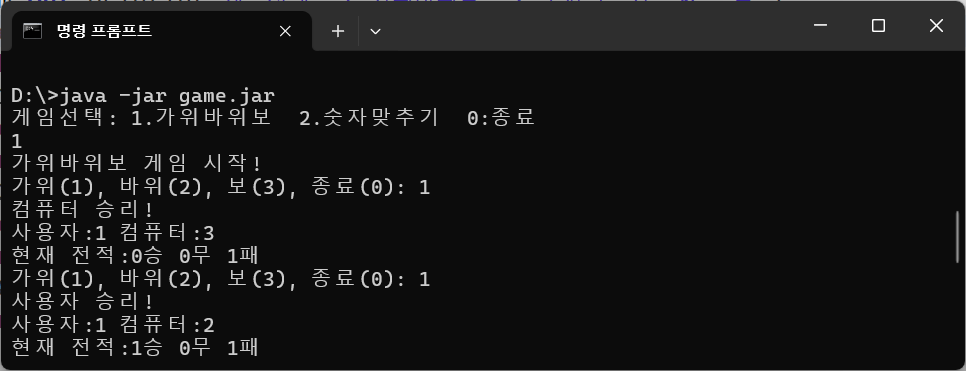 명령 프롬프트
D:\>java -jar game.jar
게임선택: 1.가위바위보  2.숫자맞추기  0:종료
1
가위바위보 게임 시작!
가위(1), 바위(2), 보(3), 종료(0): 1
컴퓨터 승리!
사용자:1 컴퓨터:3
현재 전적:0승 0무 1패
가위(1), 바위(2), 보(3), 종료(0): 1
사용자 승리!
사용자:1 컴퓨터:2
현재 전적:1승 0무 1패